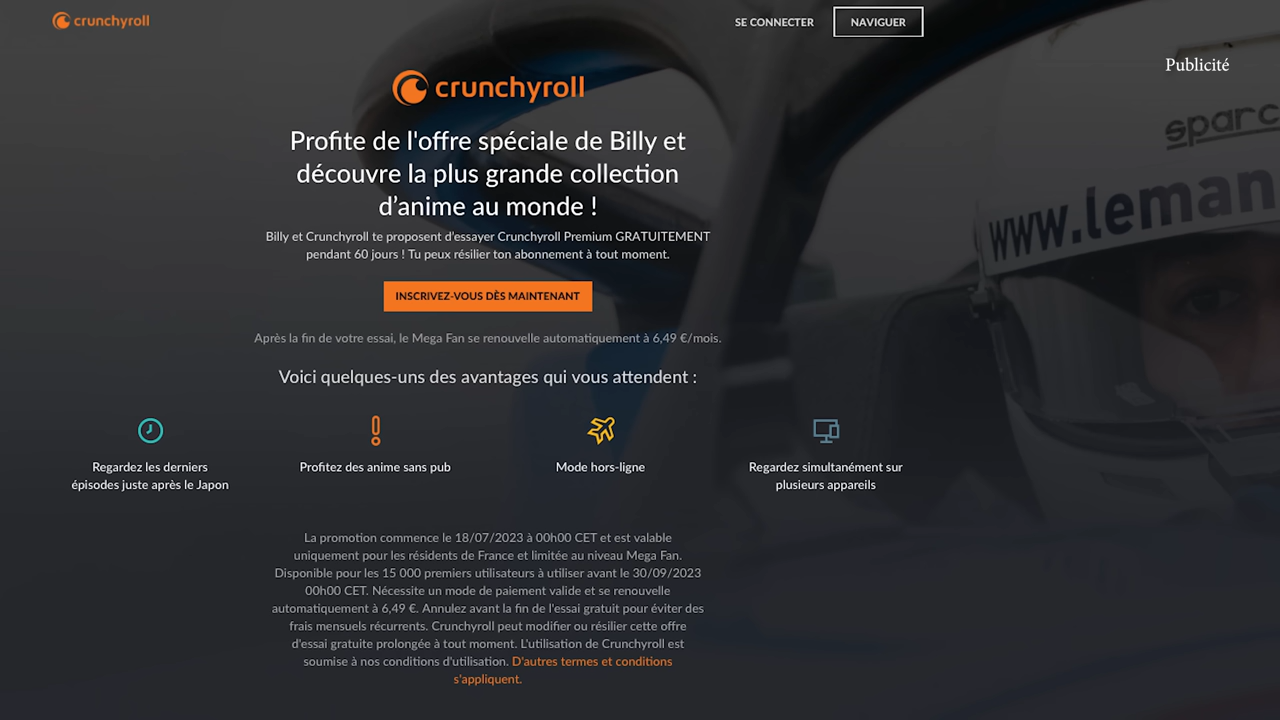 crunchyroll
SE CONNECTER
NAVIGUER
Publicité
crunchyroll
sparc
www.leman
Profite de l'offre spéciale de Billy et
découvre la plus grande collection
d’anime au monde !
Billy et Crunchyroll te proposent d'essayer Crunchyroll Premium GRATUITEMENT
pendant 60 jours ! Tu peux résilier ton abonnement à tout moment.
INSCRIVEZ-VOUS DÈS MAINTENANT
Après la fin de votre essai, le Mega Fan se renouvelle automatiquement à 6,49 €/mois.
Voici quelques-uns des avantages qui vous attendent :
Regardez les derniers
épisodes juste après le Japon
Profitez des anime sans pub
Mode hors-ligne
Regardez simultanément sur
plusieurs appareils
La promotion commence le 18/07/2023 à 00h00 CET et est valable
uniquement pour les résidents de France et limitée au niveau Mega Fan.
Disponible pour les 15 000 premiers utilisateurs à utiliser avant le 30/09/2023
00h00 CET. Nécessite un mode de paiement valide et se renouvelle
automatiquement à 6,49 €. Annulez avant la fin de l'essai gratuit pour éviter des
frais mensuels récurrents. Crunchyroll peut modifier ou résilier cette offre
d'essai gratuite prolongée à tout moment. L'utilisation de Crunchyroll est
soumise à nos conditions d'utilisation. D'autres termes et conditions
s'appliquent.